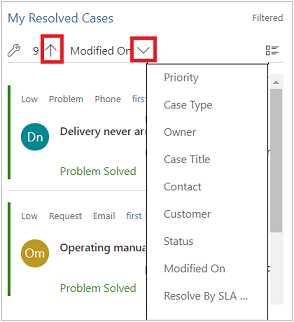 My Resolved Cases Filtered
9 Modified On
Priority
Case Type
Owner
Case Title
Contact
Customer
Status
Modified On
Resolve By SLA ...
Low Problem Phone first
Dn Delivery never arr
Problem Solved
Low Request Email first
Om Operating manua
Problem Solved